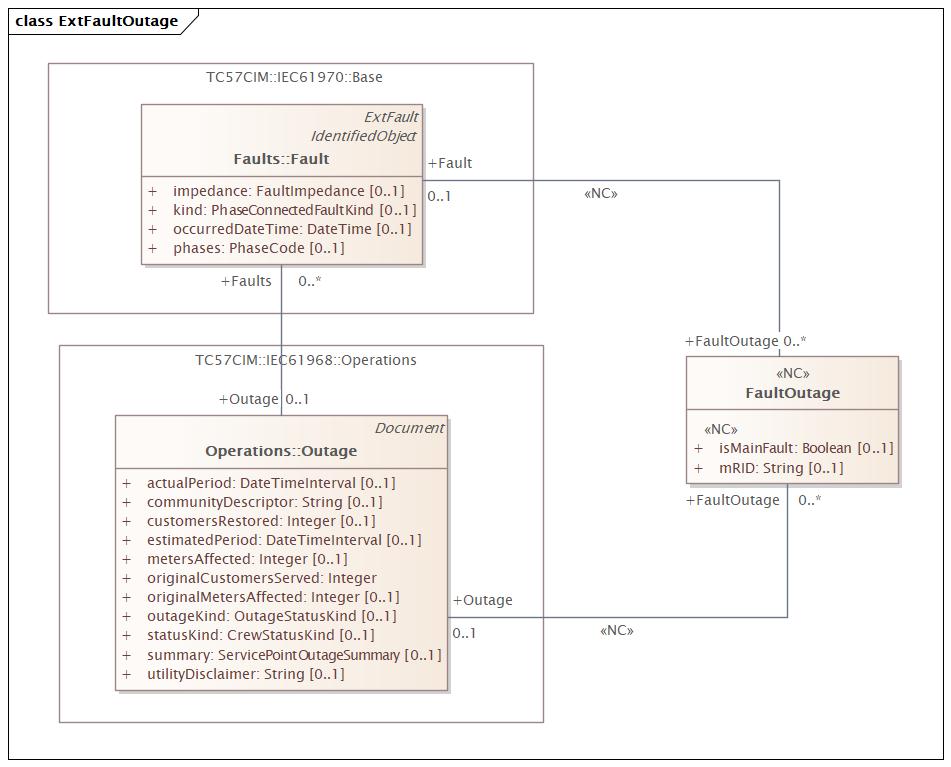 class ExtFaultOutage
TC57CIM::IEC61970::Base
ExtFault
IdentifiedObject
Faults::Fault
+ impedance: FaultImpedance [0..1]
+ kind: PhaseConnectedFaultKind [0..1]
+ occurredDateTime: DateTime [0..1]
+ phases: PhaseCode [0..1]
+Fault
0..1
«NC»
+Faults 0..*
TC57CIM::IEC61968::Operations
+Outage 0..1
Document
Operations::Outage
+ actualPeriod: DateTimeInterval [0..1]
+ communityDescriptor: String [0..1]
+ customersRestored: Integer [0..1]
+ estimatedPeriod: DateTimeInterval [0..1]
+ metersAffected: Integer [0..1]
+ originalCustomersServed: Integer
+ originalMetersAffected: Integer [0..1]
+ outageKind: OutageStatusKind [0..1]
+ statusKind: CrewStatusKind [0..1]
+ summary: ServicePointOutageSummary [0..1]
+ utilityDisclaimer: String [0..1]
+FaultOutage 0..*
«NC»
FaultOutage
«NC»
+ isMainFault: Boolean [0..1]
+ mRID: String [0..1]
+FaultOutage 0..*
+Outage
0..1
«NC»